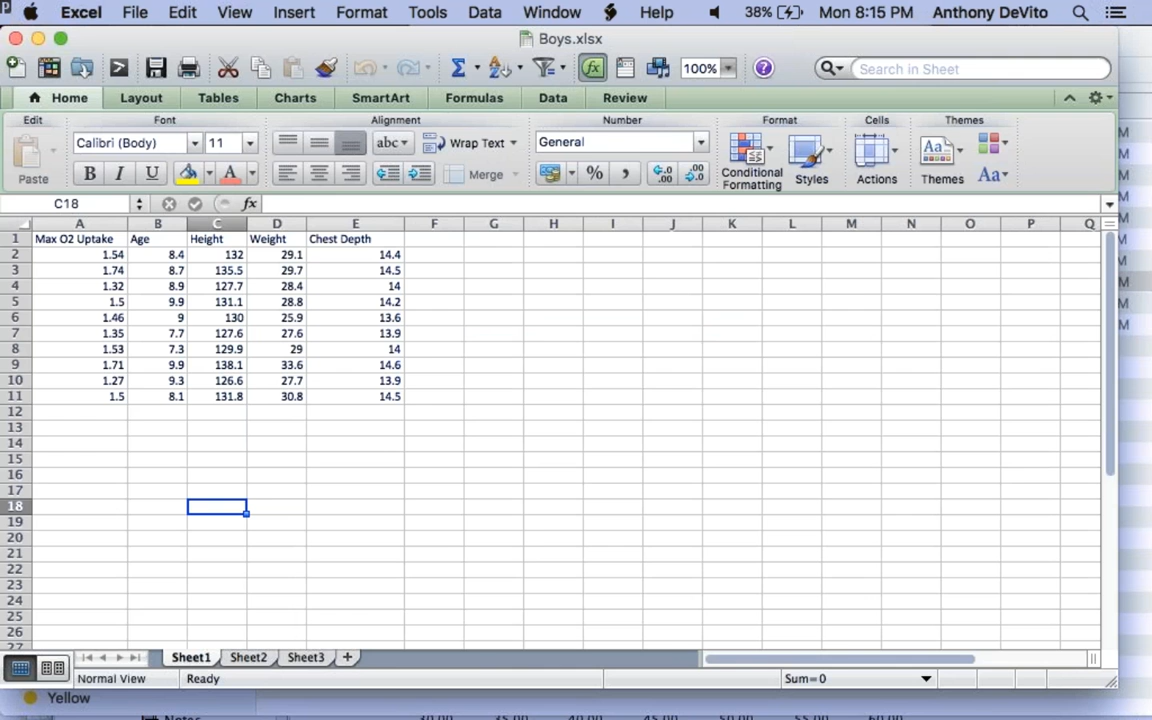 Excel File Edit View Insert Format Tools Data Window Help 38% Mon 8:15 PM Anthony DeVito
Boys.xlsx
100% Search in Sheet
Home Layout Tables Charts SmartArt Formulas Data Review
Edit Font Alignment Number Format Cells Themes
Calibri (Body) 11 abc Wrap Text General
Paste B I U A Merge % Conditional Formatting Styles Actions Themes Aa
C18 fx
A B C D E F G H I J K L M N O P Q
1 Max O2 Uptake Age Height Weight Chest Depth
2 1.54 8.4 132 29.1 14.4
3 1.74 8.7 135.5 29.7 14.5
4 1.32 8.9 127.7 28.4 14
5 1.5 9.9 131.1 28.8 14.2
6 1.46 9 130 25.9 13.6
7 1.35 7.7 127.6 27.6 13.9
8 1.53 7.3 129.9 29 14
9 1.71 9.9 138.1 33.6 14.6
10 1.27 9.3 126.6 27.7 13.9
11 1.5 8.1 131.8 30.8 14.5
12
13
14
15
16
17
18
19
20
21
22
23
24
25
26
27
Sheet1 Sheet2 Sheet3 +
Normal View Ready Sum=0
Yellow